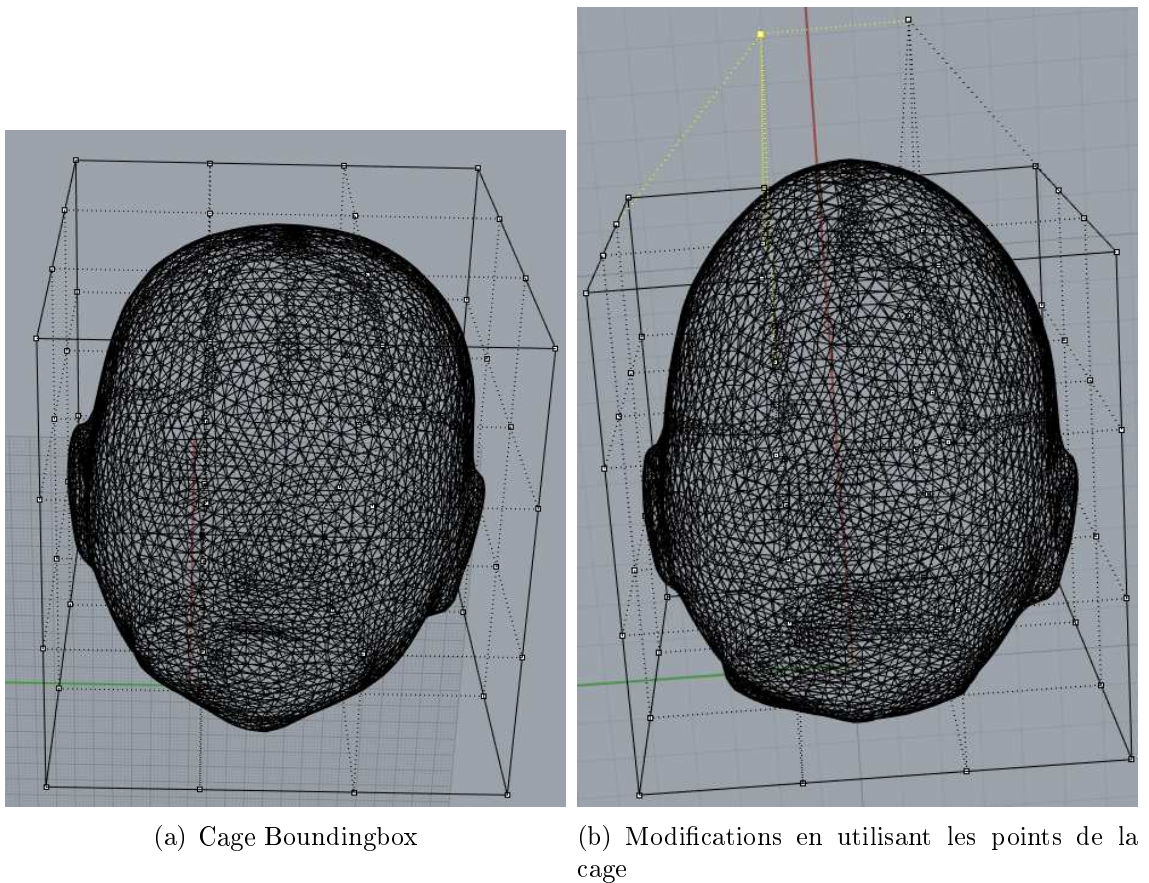 (a) Cage Boundingbox
(b) Modifications en utilisant les points de la
cage